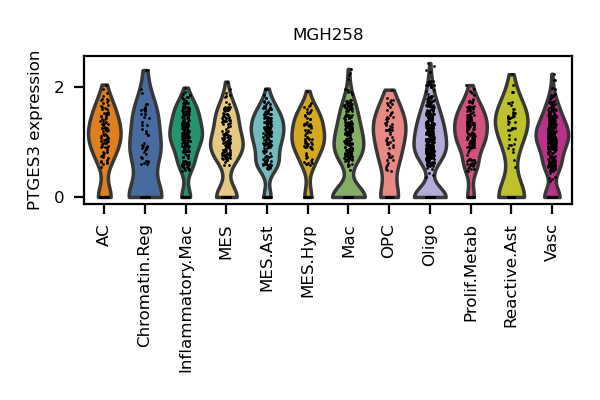 MGH258
PTGES3 expression
2
0
AC
Chromatin.Reg
Inflammatory.Mac
MES
MES.Ast
MES.Hyp
Mac
OPC
Oligo
Prolif.Metab
Reactive.Ast
Vasc